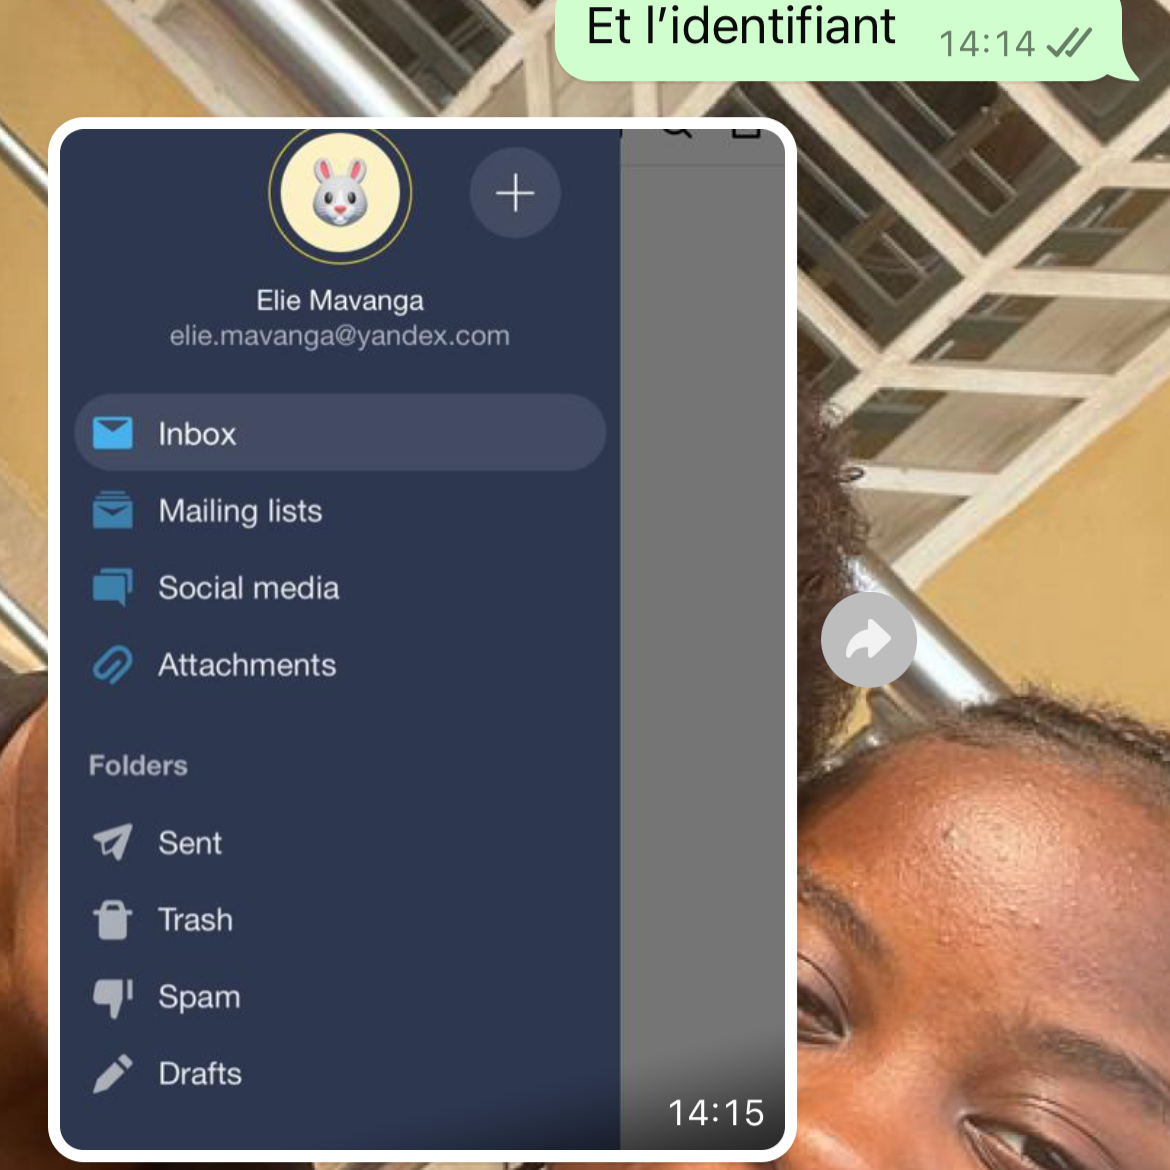 Et l’identifiant
14:14
Elie Mavanga
elie.mavanga@yandex.com
Inbox
Mailing lists
Social media
Attachments
Folders
Sent
Trash
Spam
Drafts
14:15